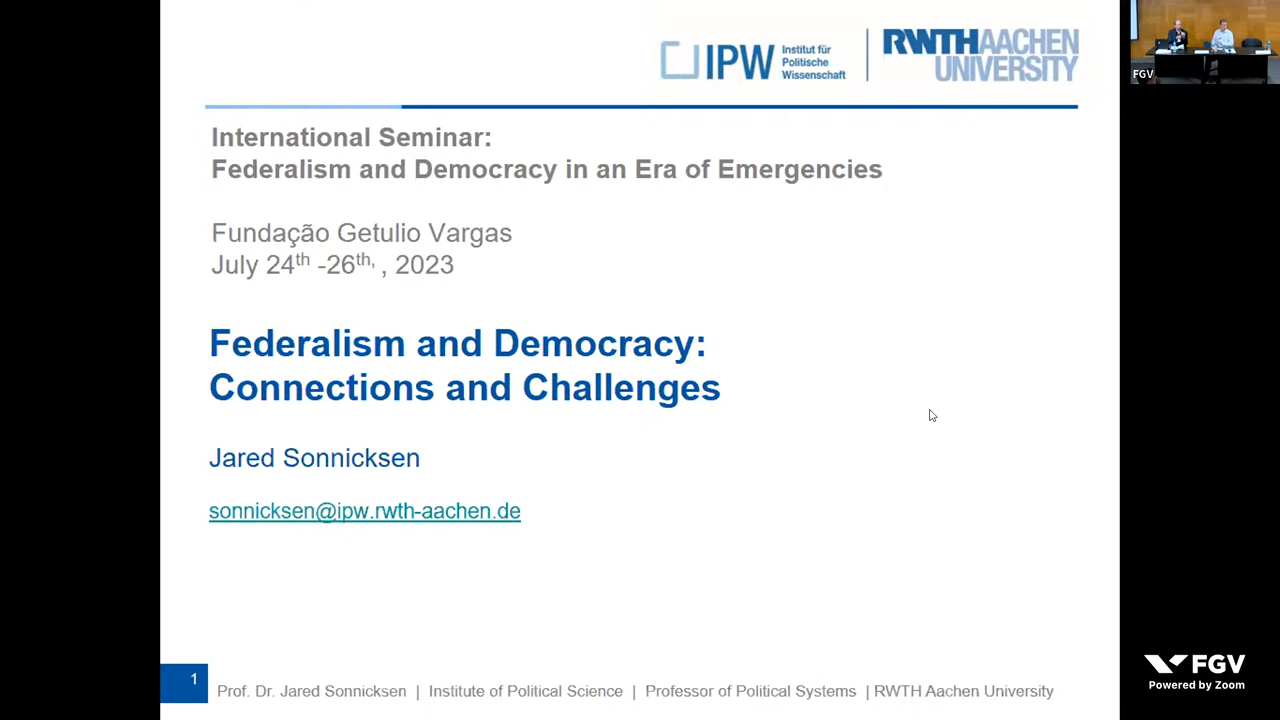 IPW
Institut für
Politische
Wissenschaft
RWTHAACHEN
UNIVERSITY
FGV
International Seminar:
Federalism and Democracy in an Era of Emergencies
Fundação Getulio Vargas
July 24th -26th, , 2023
Federalism and Democracy:
Connections and Challenges
Jared Sonnicksen
sonnicksen@ipw.rwth-aachen.de
FGV
Powered by Zoom
1
Prof. Dr. Jared Sonnicksen | Institute of Political Science | Professor of Political Systems | RWTH Aachen University